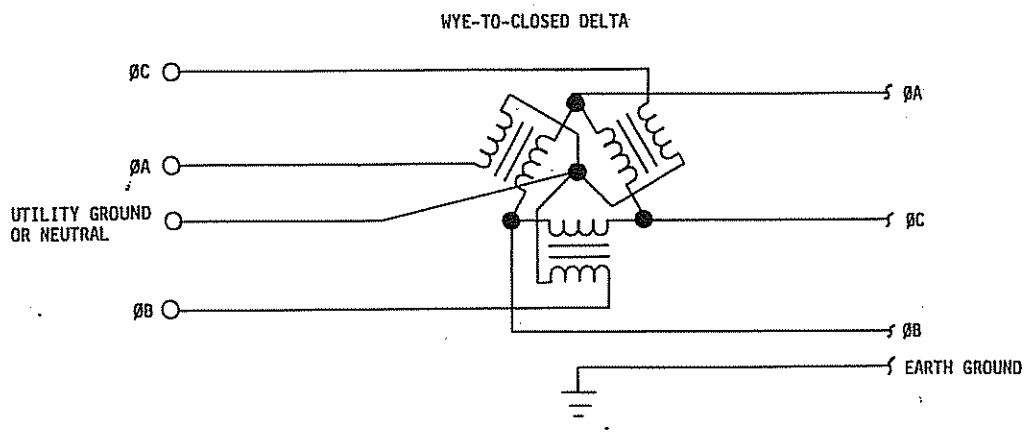 WYE-TO-CLOSED DELTA
ØC
ØA
ØA
UTILITY GROUND
OR NEUTRAL
ØC
ØB
ØB
EARTH GROUND